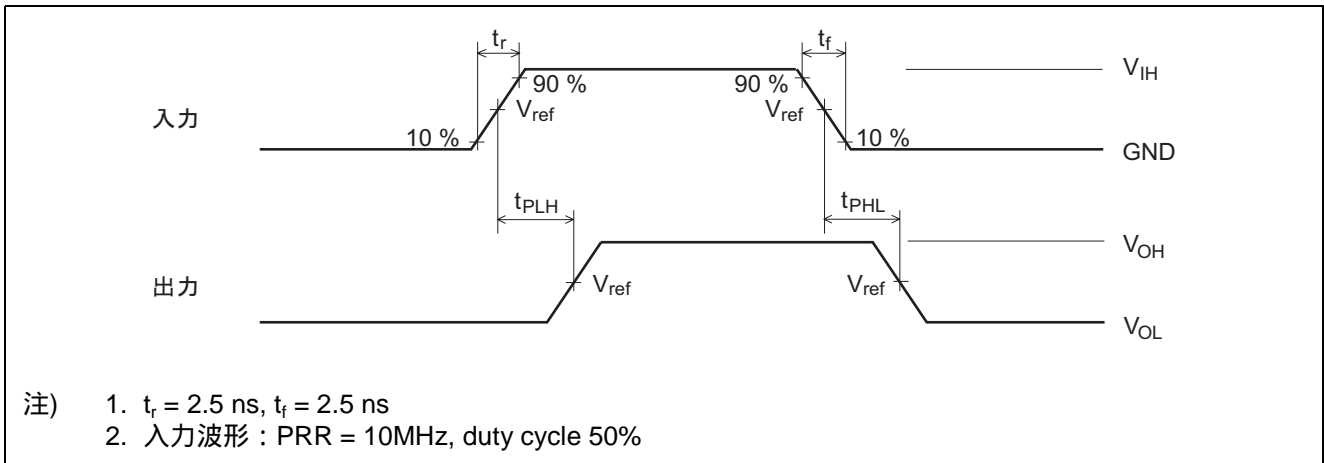 tr tf
90 % 90 % VIH
入力 Vref Vref
10 % 10 % GND
tPLH tPHL
VOH
出力 Vref Vref
VOL
注) 1. tr = 2.5 ns, tf = 2.5 ns
2. 入力波形：PRR = 10MHz, duty cycle 50%